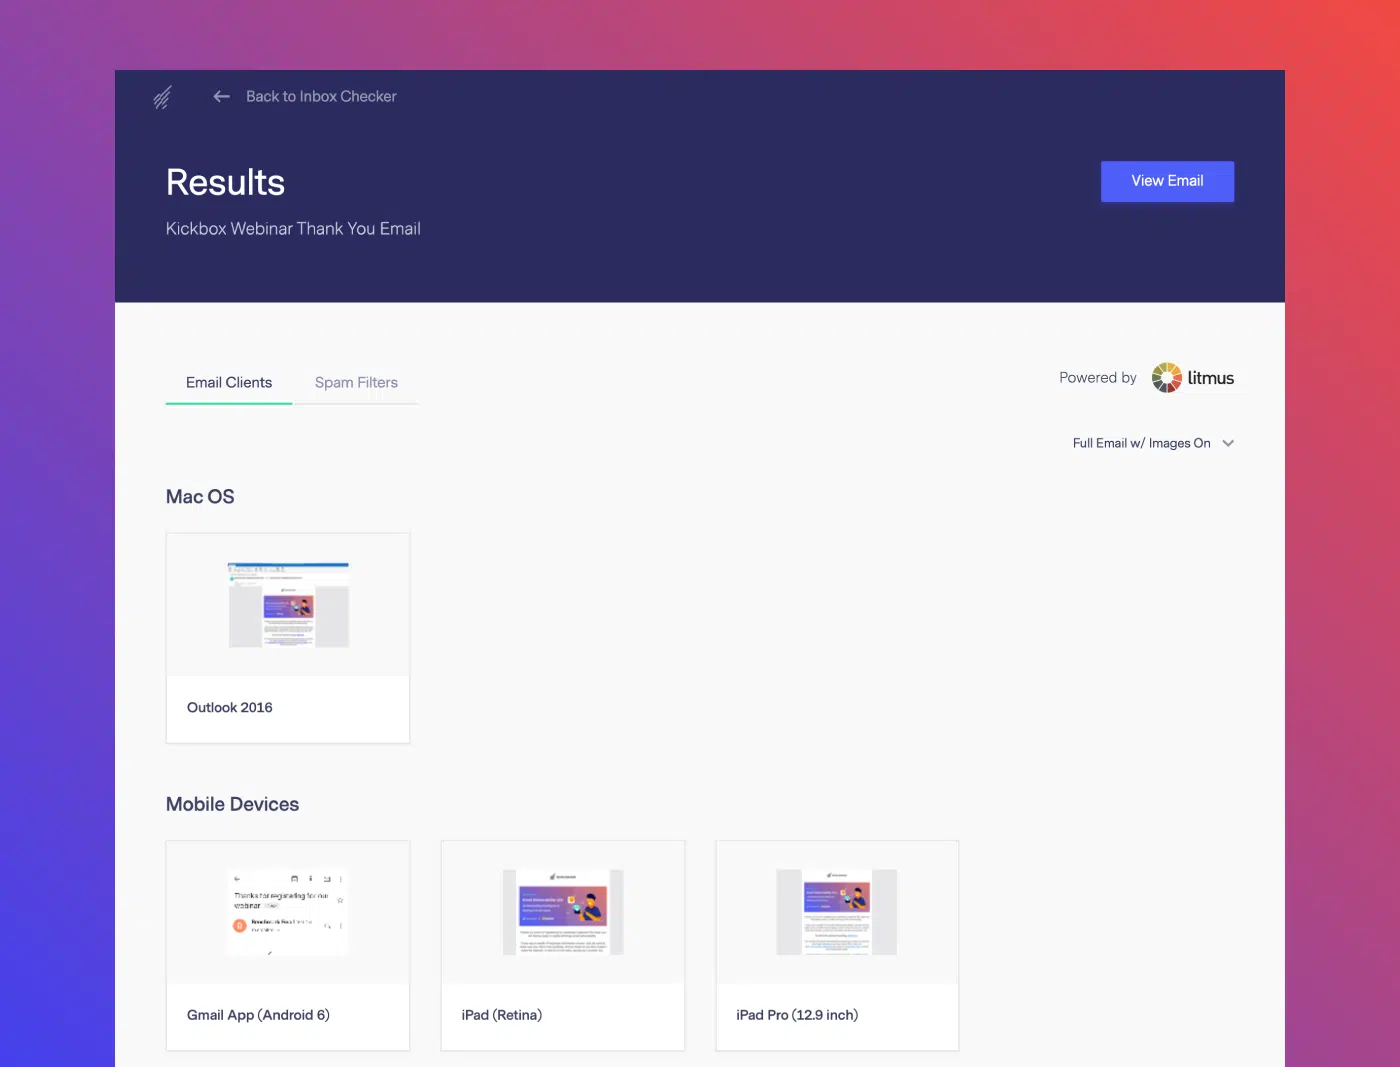 Back to Inbox Checker
Results
View Email
Kickbox Webinar Thank You Email
Email Clients
Spam Filters
Powered by litmus
Full Email w/ Images On
Mac OS
Outlook 2016
Mobile Devices
Thanks for registering for our
webinar
Gmail App (Android 6)
iPad (Retina)
iPad Pro (12.9 inch)